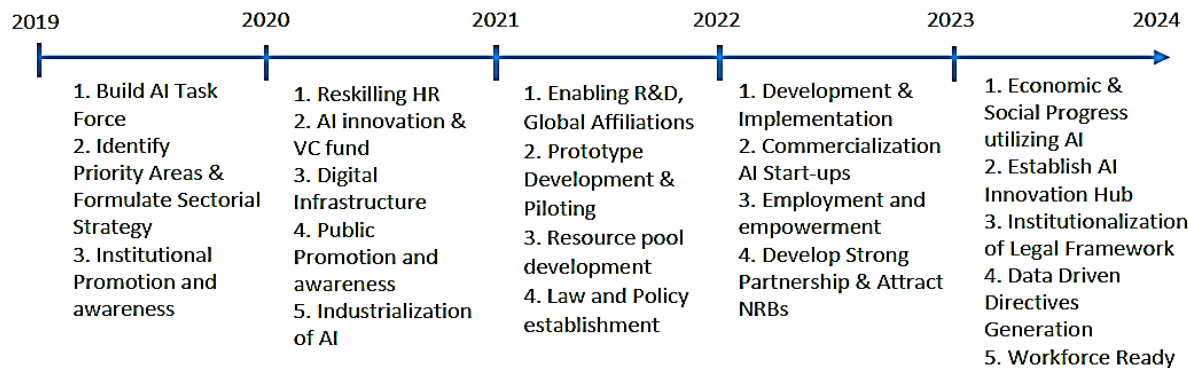 2019 2020 2021 2022 2023 2024
1. Build AI Task
Force
2. Identify
Priority Areas &
Formulate Sectorial
Strategy
3. Institutional
Promotion and
awareness
1. Reskilling HR
2. AI innovation &
VC fund
3. Digital
Infrastructure
4. Public
Promotion and
awareness
5. Industrialization
of AI
1. Enabling R&D,
Global Affiliations
2. Prototype
Development &
Piloting
3. Resource pool
development
4. Law and Policy
establishment
1. Development &
Implementation
2. Commercialization
AI Start-ups
3. Employment and
empowerment
4. Develop Strong
Partnership & Attract
NRBs
1. Economic &
Social Progress
utilizing AI
2. Establish AI
Innovation Hub
3. Institutionalization
of Legal Framework
4. Data Driven
Directives
Generation
5. Workforce Ready